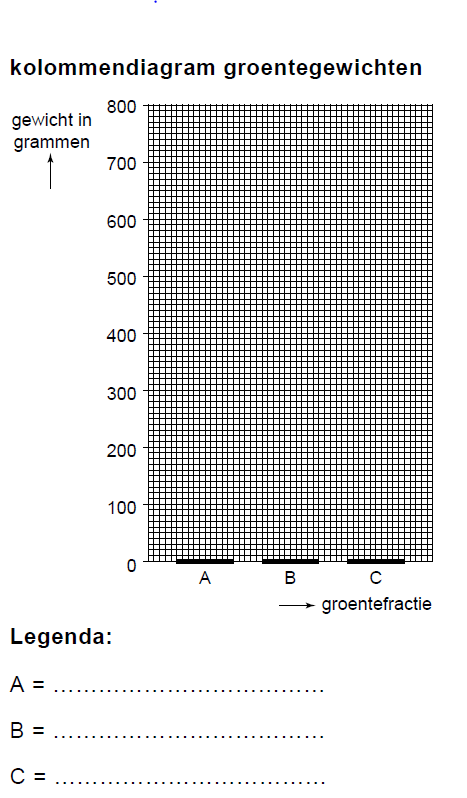 kolommendiagram groentegewichten
gewicht in
grammen
800
700
600
500
400
300
200
100
0
A B C
groentefractie
Legenda:
A = ………………………………
B = ………………………………
C = ………………………………